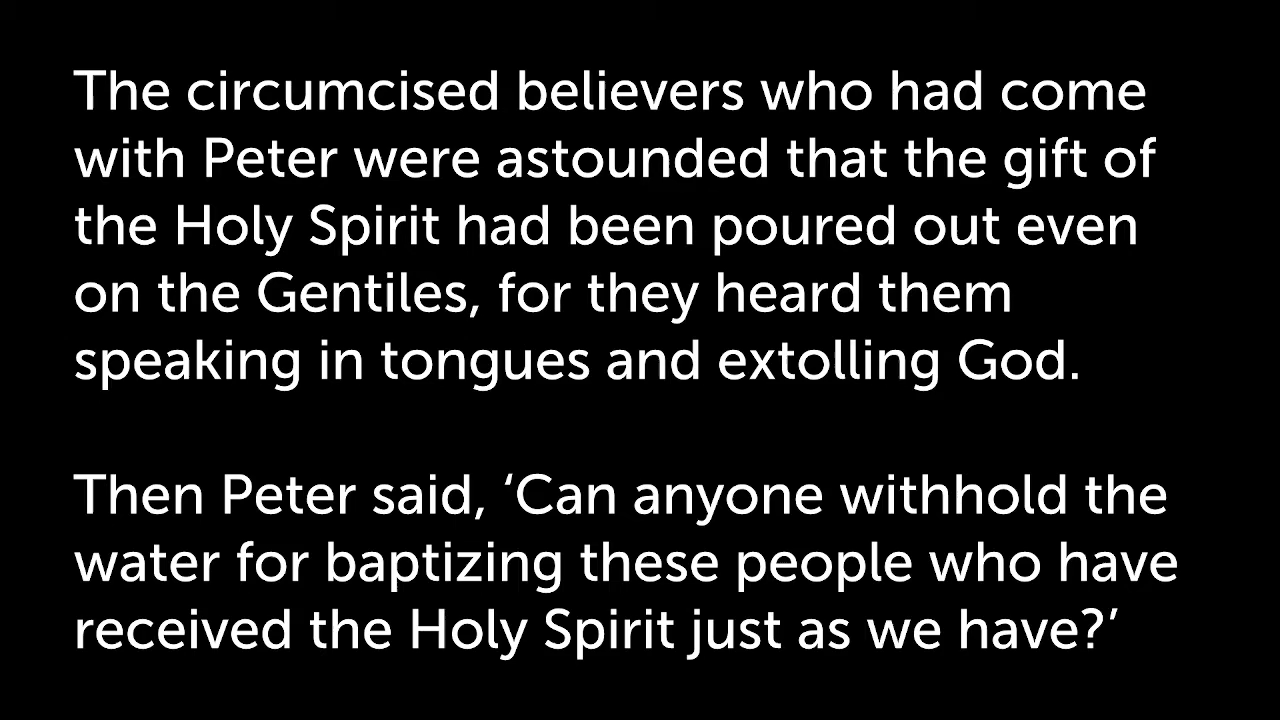 The circumcised believers who had come
with Peter were astounded that the gift of
the Holy Spirit had been poured out even
on the Gentiles, for they heard them
speaking in tongues and extolling God.
Then Peter said, ‘Can anyone withhold the
water for baptizing these people who have
received the Holy Spirit just as we have?’